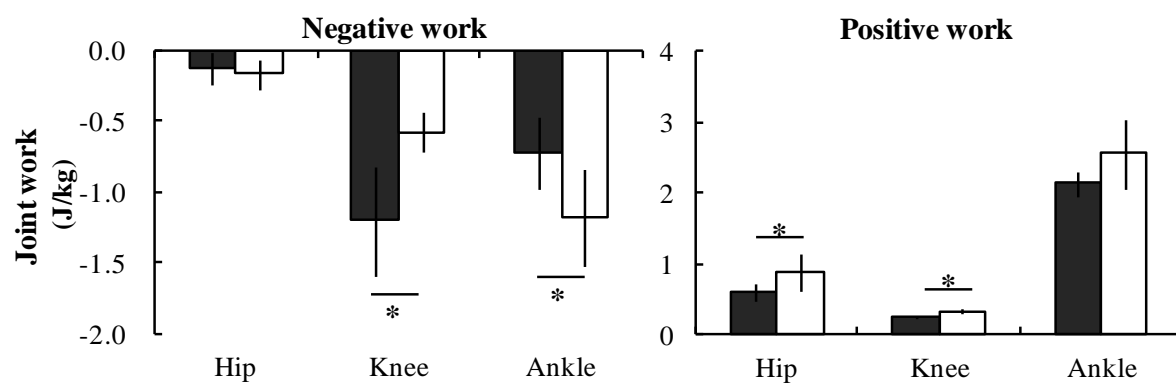 Negative work
Positive work
Joint work
(J/kg)
0.0
-0.5
-1.0
-1.5
-2.0
*
*
Hip
Knee
Ankle
4
3
2
1
0
*
*
Hip
Knee
Ankle